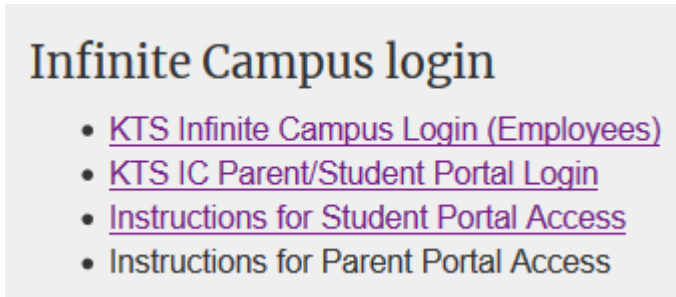 Infinite Campus login
• KTS Infinite Campus Login (Employees)
• KTS IC Parent/Student Portal Login
• Instructions for Student Portal Access
• Instructions for Parent Portal Access